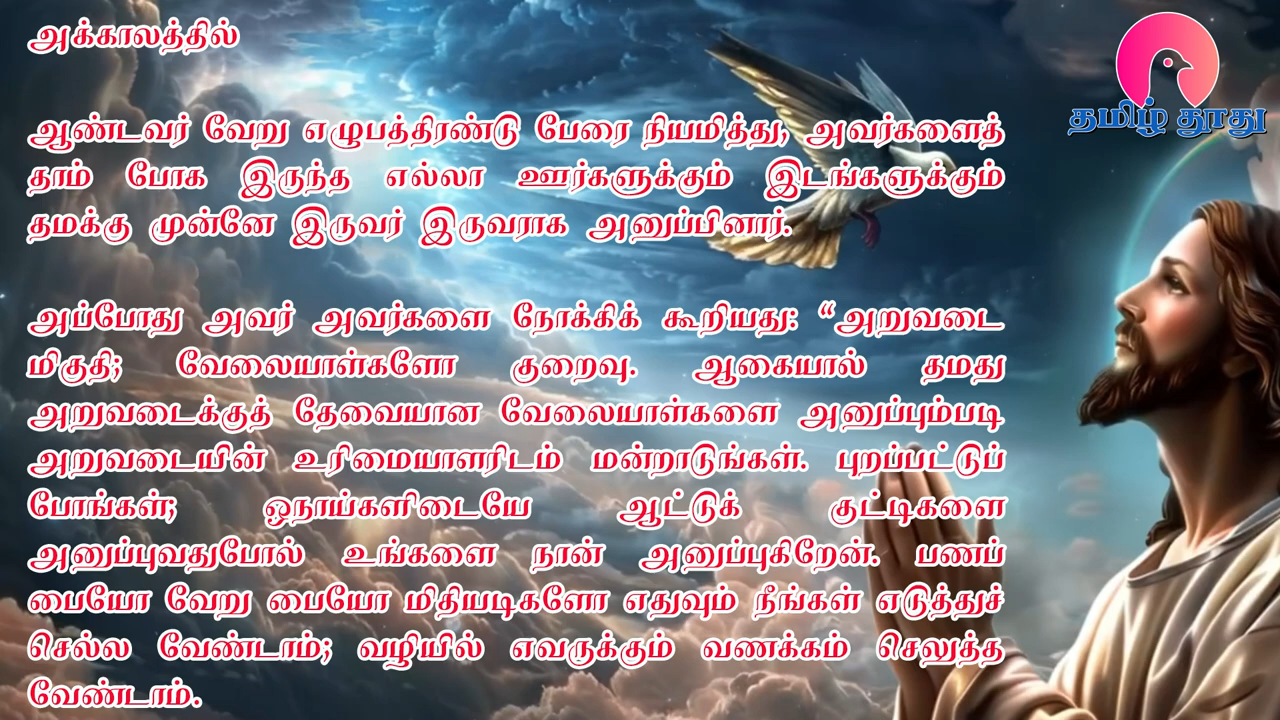 அக்காலத்தில்
தமிழ் தூது
ஆண்டவர் வேறு எழுபத்திரண்டு பேரை நியமித்து, அவர்களைத்
தாம் போக இருந்த எல்லா ஊர்களுக்கும் இடங்களுக்கும்
தமக்கு முன்னே இருவர் இருவராக அனுப்பினார்.
அப்போது அவர் அவர்களை நோக்கிக் கூறியது: “அறுவடை
மிகுதி; வேலையாள்களோ குறைவு. ஆகையால் தமது
அறுவடைக்குத் தேவையான வேலையாள்களை அனுப்பும்படி
அறுவடையின் உரிமையாளரிடம் மன்றாடுங்கள். புறப்பட்டுப்
போங்கள்; ஓநாய்களிடையே ஆட்டுக் குட்டிகளை
அனுப்புவதுபோல் உங்களை நான் அனுப்புகிறேன். பணப்
பையோ வேறு பையோ மிதியடிகளோ எதுவும் நீங்கள் எடுத்துச்
செல்ல வேண்டாம்; வழியில் எவருக்கும் வணக்கம் செலுத்த
வேண்டாம்.